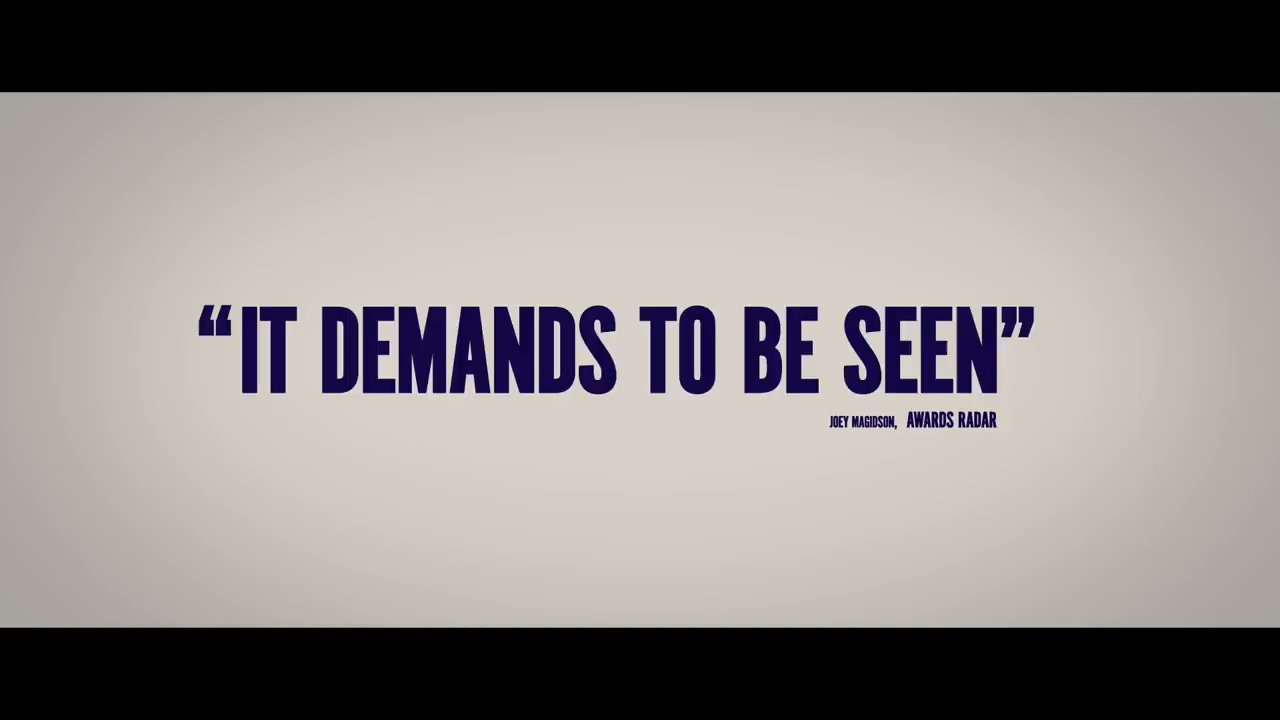 “IT DEMANDS TO BE SEEN”
JOEY MAGIDSON, AWARDS RADAR